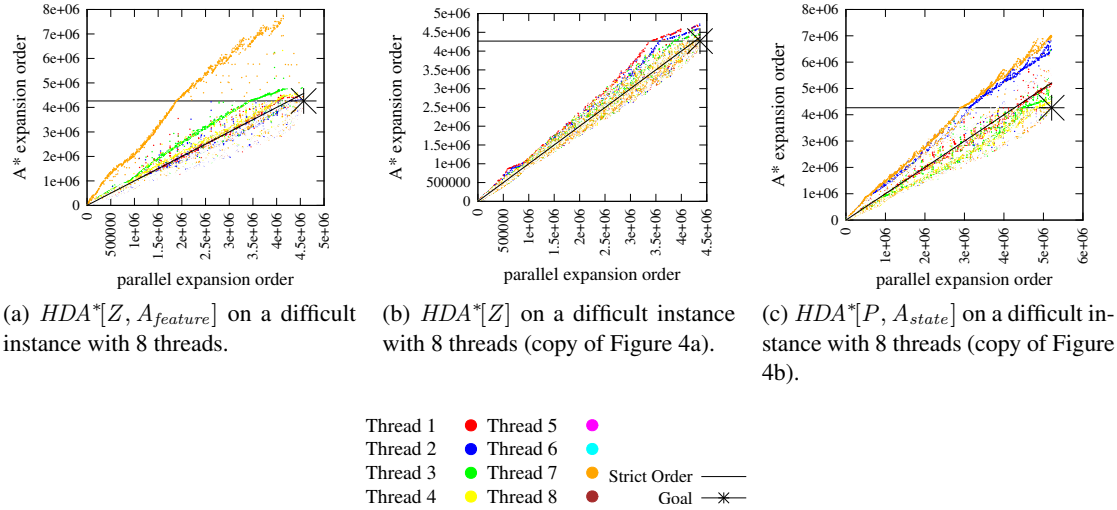 8e+06
7e+06
6e+06
5e+06
4e+06
3e+06
2e+06
1e+06
0
A* expansion order
0
500000
1e+06
1.5e+06
2e+06
2.5e+06
3e+06
3.5e+06
4e+06
4.5e+06
5e+06
parallel expansion order
(a) HDA*[Z, A_feature] on a difficult
instance with 8 threads.
5e+06
4.5e+06
4e+06
3.5e+06
3e+06
2.5e+06
2e+06
1.5e+06
1e+06
500000
0
A* expansion order
0
500000
1e+06
1.5e+06
2e+06
2.5e+06
3e+06
3.5e+06
4e+06
4.5e+06
parallel expansion order
(b) HDA*[Z] on a difficult instance
with 8 threads (copy of Figure 4a).
8e+06
7e+06
6e+06
5e+06
4e+06
3e+06
2e+06
1e+06
0
A* expansion order
0
1e+06
2e+06
3e+06
4e+06
5e+06
6e+06
parallel expansion order
(c) HDA*[P, A_state] on a difficult in-
stance with 8 threads (copy of Figure
4b).
Thread 1
Thread 2
Thread 3
Thread 4
Thread 5
Thread 6
Thread 7
Thread 8
Strict Order
Goal